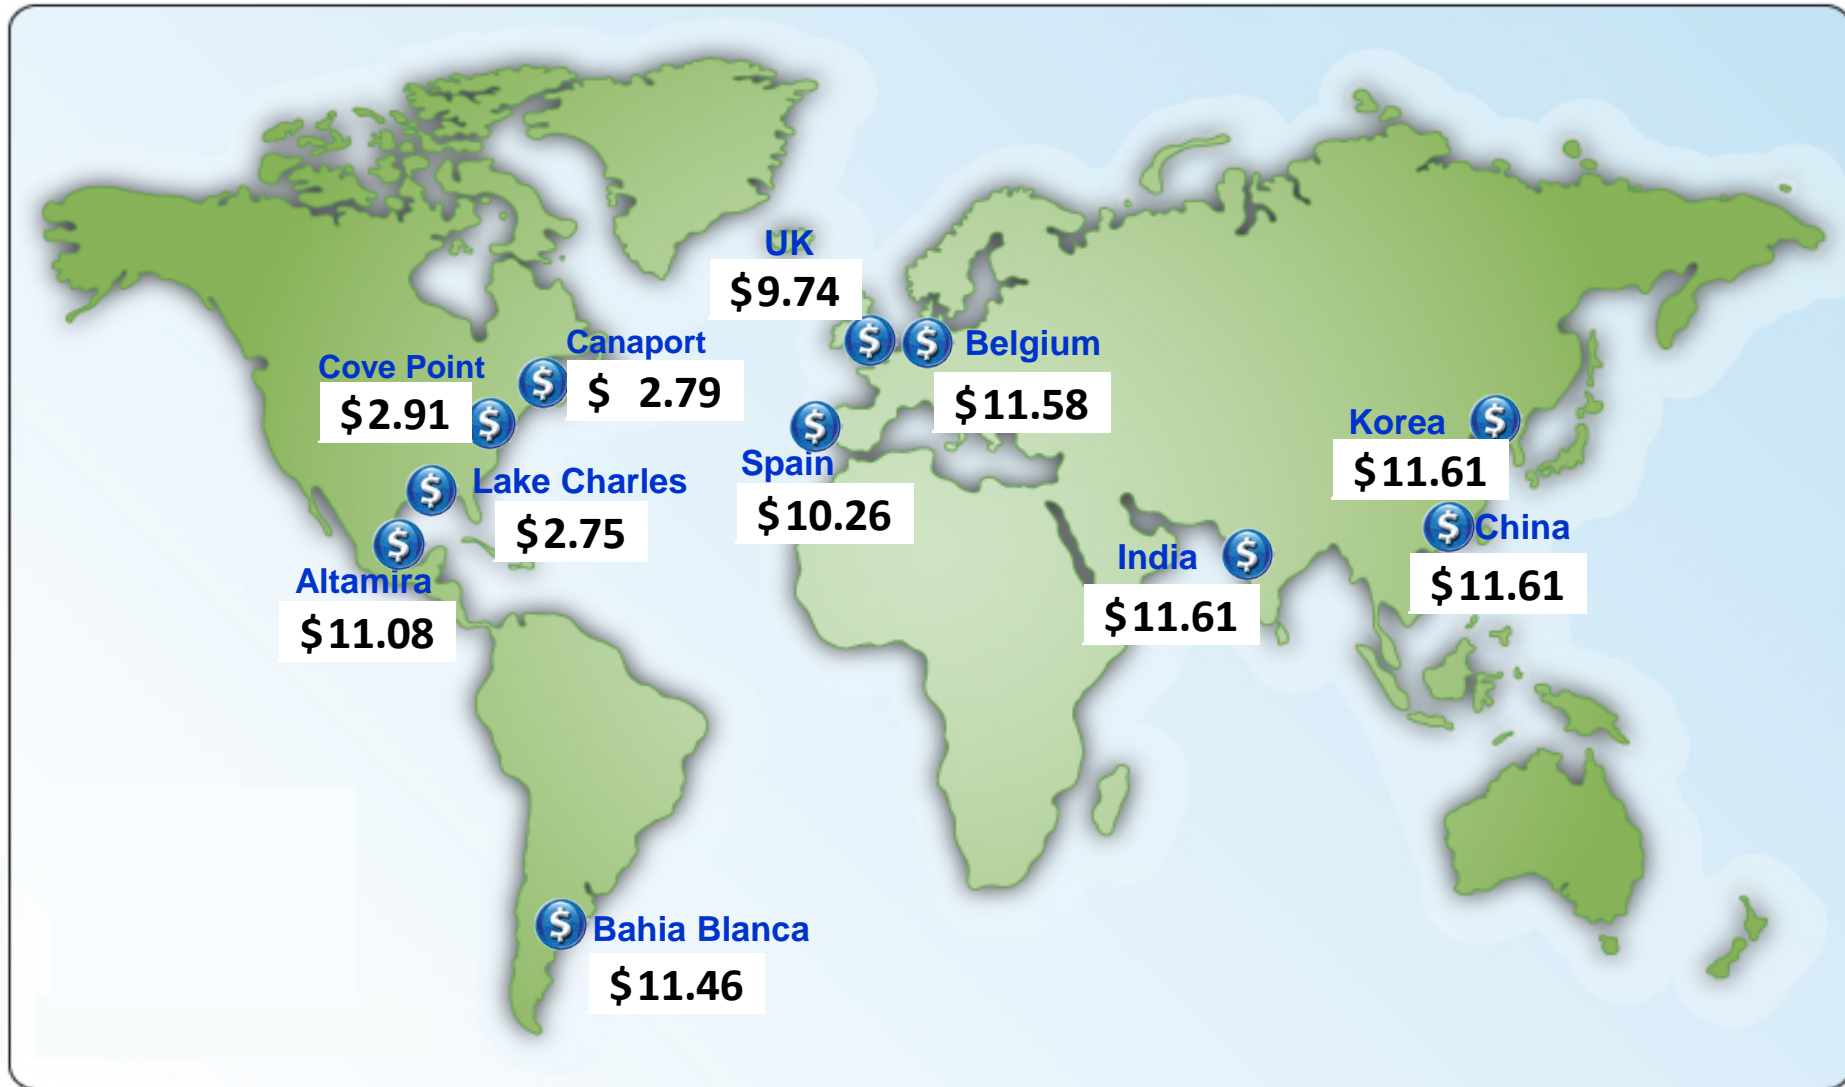 UK
$9.74
Canaport
$ 2.79
Cove Point
$2.91
Belgium
$11.58
Korea
$11.61
Spain
$10.26
Lake Charles
$2.75
China
$11.61
India
$11.61
Altamira
$11.08
Bahia Blanca
$11.46